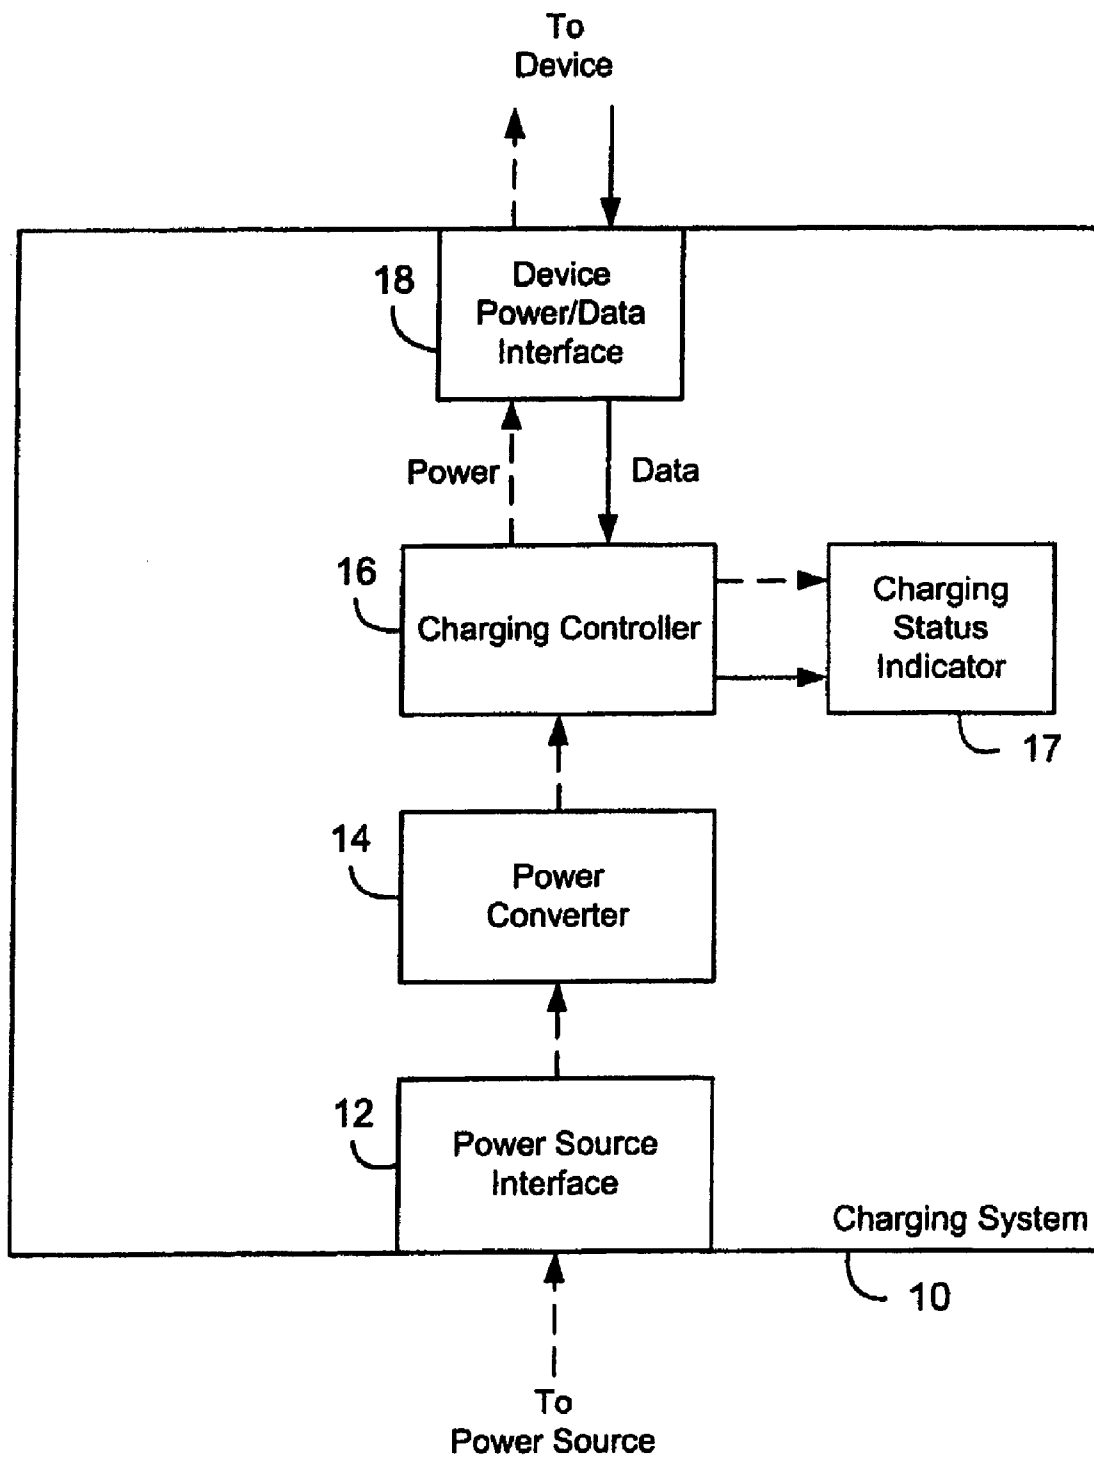 To
Device
18
Device
Power/Data
Interface
Power
Data
16
Charging Controller
Charging
Status
Indicator
17
14
Power
Converter
12
Power Source
Interface
Charging System
10
To
Power Source